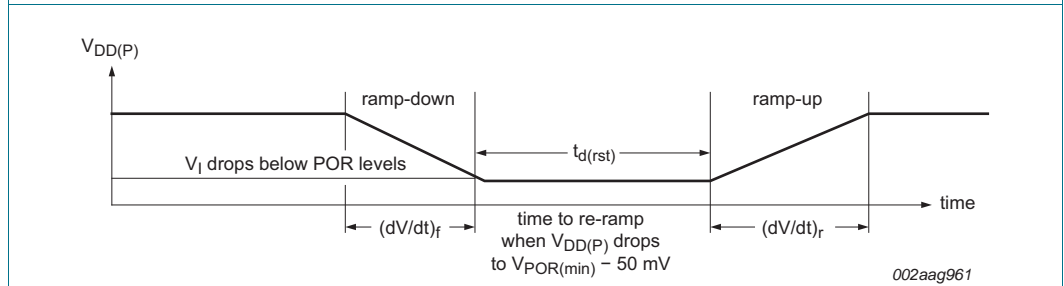 VDD(P)
ramp-down
ramp-up
td(rst)
VI drops below POR levels
time
(dV/dt)f
time to re-ramp
when VDD(P) drops
to VPOR(min) − 50 mV
(dV/dt)r
002aag961